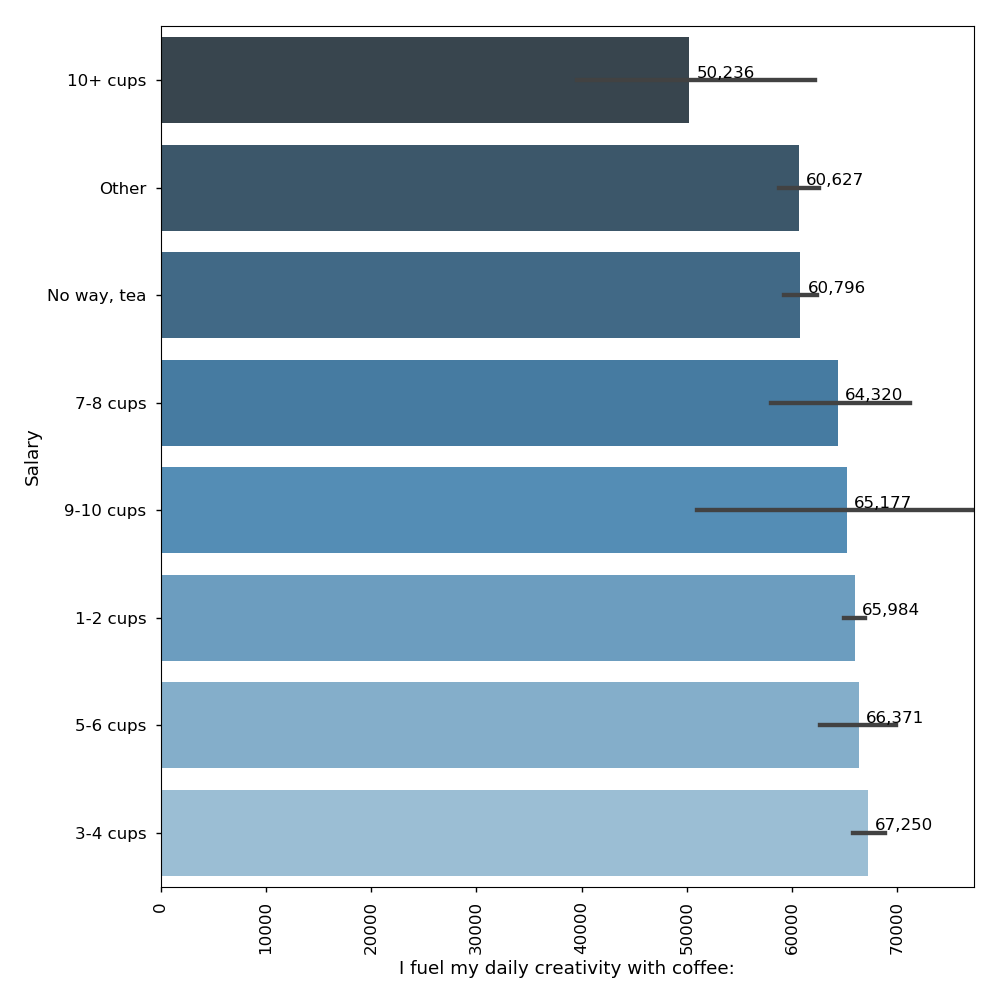 10+ cups 50,236
Other 60,627
No way, tea 60,796
7-8 cups 64,320
9-10 cups 65,177
1-2 cups 65,984
5-6 cups 66,371
3-4 cups 67,250
Salary
0 10000 20000 30000 40000 50000 60000 70000
I fuel my daily creativity with coffee: